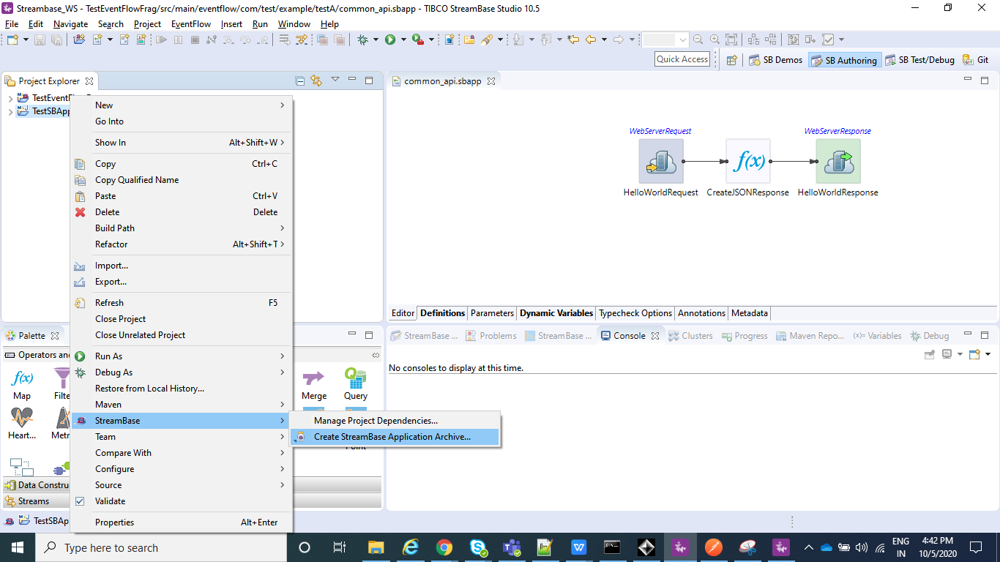 Streambase_WS - TestEventFlowFrag/src/main/eventflow/com/test/example/testA/common_api.sbapp - TIBCO StreamBase Studio 10.5
File Edit Navigate Search Project EventFlow Insert Run Window Help
Quick Access
SB Demos SB Authoring SB Test/Debug Git
Project Explorer
TestEventFl
TestSBApp
New
Go Into
Show In Alt+Shift+W
Copy Ctrl+C
Copy Qualified Name
Paste Ctrl+V
Delete Delete
Build Path
Refactor Alt+Shift+T
Import...
Export...
Refresh F5
Close Project
Close Unrelated Project
Run As
Debug As
Restore from Local History...
Maven
StreamBase
Team
Compare With
Configure
Source
Validate
Properties Alt+Enter
Manage Project Dependencies...
Create StreamBase Application Archive...
common_api.sbapp
WebServerRequest WebServerResponse
f(x)
HelloWorldRequest CreateJSONResponse HelloWorldResponse
Editor Definitions Parameters Dynamic Variables Typecheck Options Annotations Metadata
Palette
Operators and
f(x)
Map Filte Merge Query
Heart... Metr
Point
Data Constru
Streams
StreamBase ... Problems StreamBase ... Console Clusters Progress Maven Repo... (x)= Variables Debug
No consoles to display at this time.
TestSBAp
Type here to search
ENG
IN
4:42 PM
10/5/2020